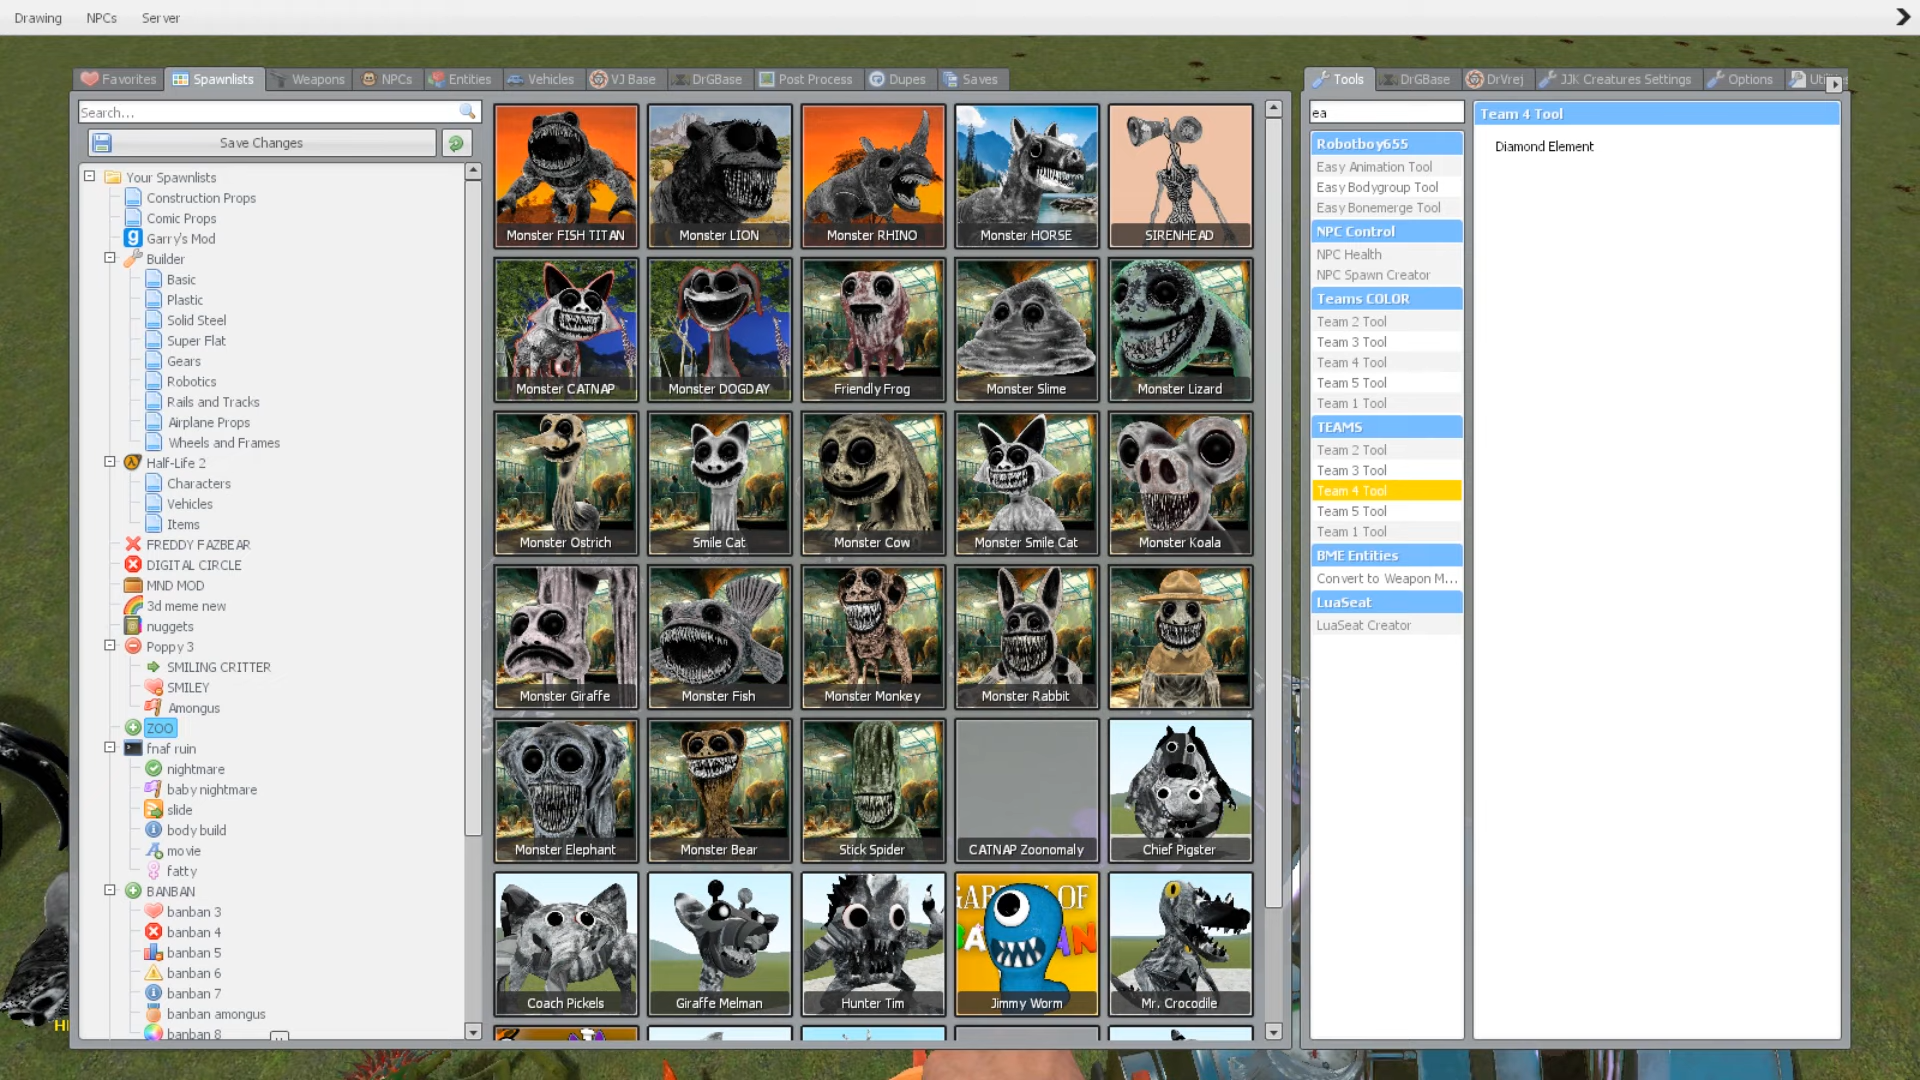 Drawing NPCs Server
Favorites Spawnlists Weapons NPCs Entities Vehicles VJ Base DrGBase Post Process Dupes Saves
Search...
Save Changes
Your Spawnlists
Construction Props
Comic Props
Garry's Mod
Builder
Basic
Plastic
Solid Steel
Super Flat
Gears
Robotics
Rails and Tracks
Airplane Props
Wheels and Frames
Half-Life 2
Characters
Vehicles
Items
FREDDY FAZBEAR
DIGITAL CIRCLE
MND MOD
3d meme new
nuggets
Poppy 3
SMILING CRITTER
SMILEY
Amongus
ZOO
fnaf ruin
nightmare
baby nightmare
slide
body build
movie
fatty
BANBAN
banban 3
banban 4
banban 5
banban 6
banban 7
banban amongus
banban 8
Monster FISH TITAN Monster LION Monster RHINO Monster HORSE SIRENHEAD
Monster CATNAP Monster DOGDAY Friendly Frog Monster Slime Monster Lizard
Monster Ostrich Smile Cat Monster Cow Monster Smile Cat Monster Koala
Monster Giraffe Monster Fish Monster Monkey Monster Rabbit
Monster Elephant Monster Bear Stick Spider CATNAP Zoonomaly Chief Pigster
GARTEN OF
Coach Pickels Giraffe Melman Hunter Tim Jimmy Worm Mr. Crocodile
Tools DrGBase DrVrej JJK Creatures Settings Options
ea
Robotboy655
Easy Animation Tool
Easy Bodygroup Tool
Easy Bonemerge Tool
NPC Control
NPC Health
NPC Spawn Creator
Teams COLOR
Team 2 Tool
Team 3 Tool
Team 4 Tool
Team 5 Tool
Team 1 Tool
TEAMS
Team 2 Tool
Team 3 Tool
Team 4 Tool
Team 5 Tool
Team 1 Tool
BME Entities
Convert to Weapon M...
LuaSeat
LuaSeat Creator
Team 4 Tool
Diamond Element